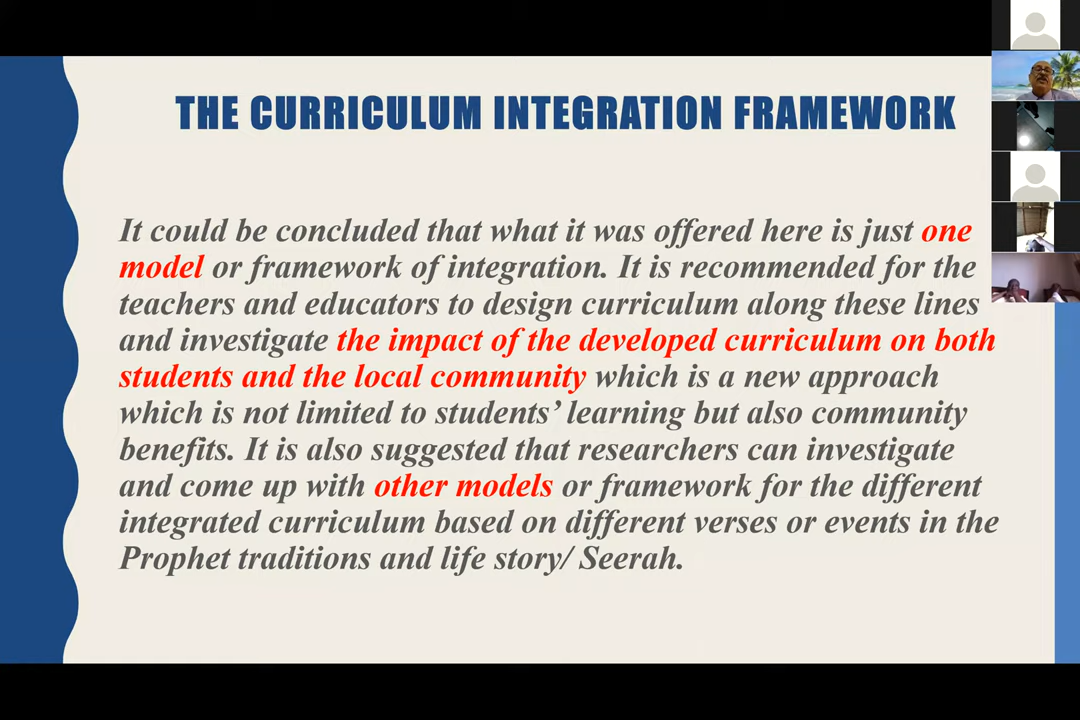 THE CURRICULUM INTEGRATION FRAMEWORK
It could be concluded that what it was offered here is just one
model or framework of integration. It is recommended for the
teachers and educators to design curriculum along these lines
and investigate the impact of the developed curriculum on both
students and the local community which is a new approach
which is not limited to students’ learning but also community
benefits. It is also suggested that researchers can investigate
and come up with other models or framework for the different
integrated curriculum based on different verses or events in the
Prophet traditions and life story/ Seerah.